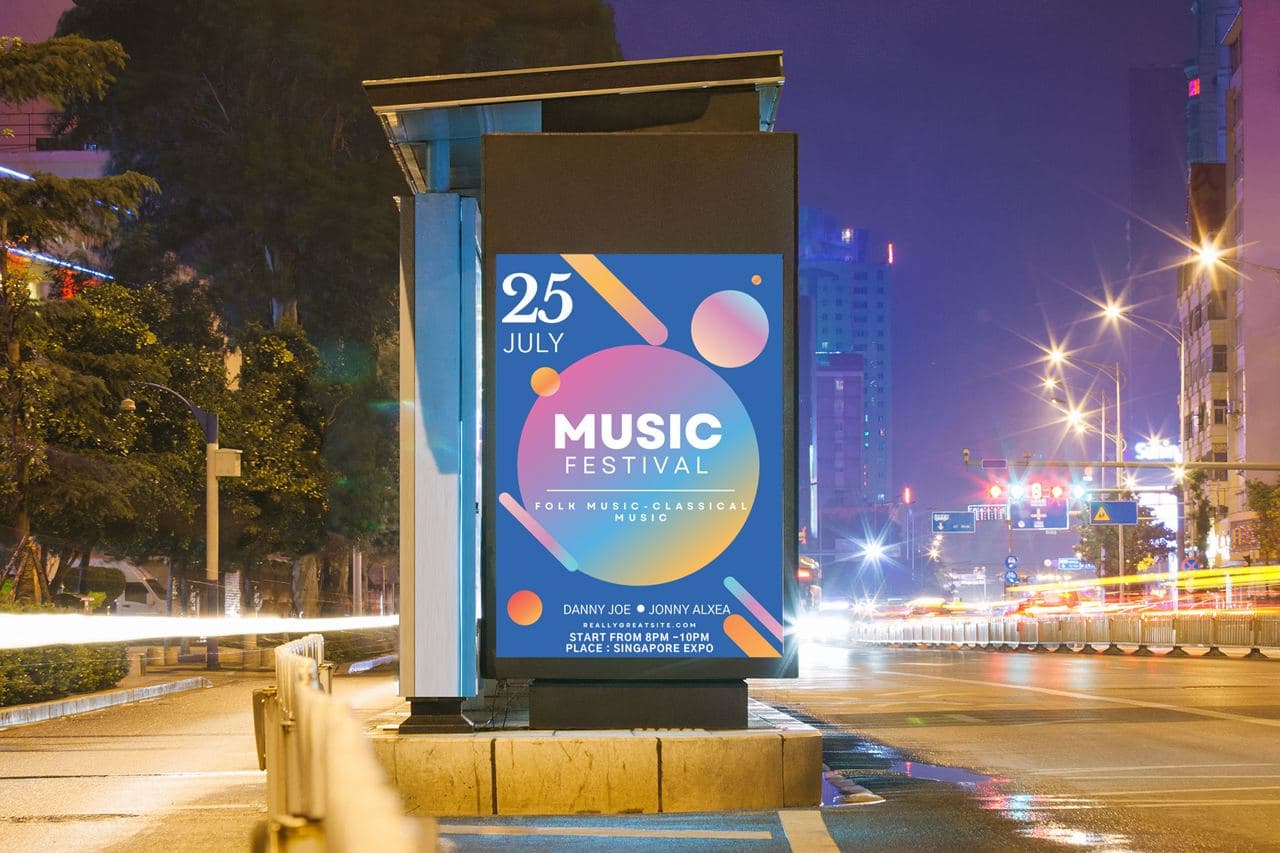 25
JULY
MUSIC
FESTIVAL
FOLK MUSIC-CLASSICAL
MUSIC
DANNY JOE ● JONNY ALXEA
REALLYGREATSITE.COM
START FROM 8PM –10PM
PLACE : SINGAPORE EXPO